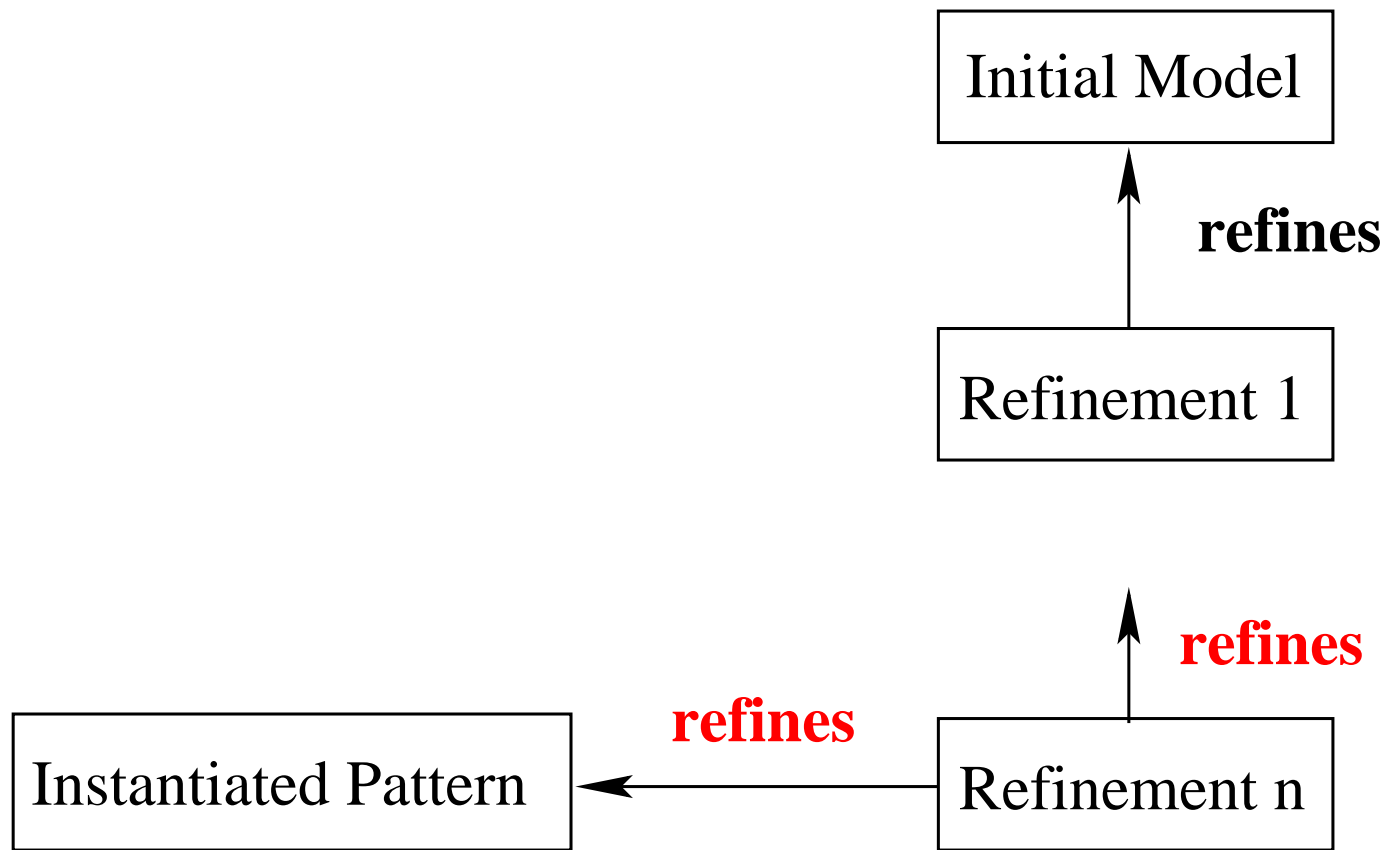 Initial Model
refines
Refinement 1
refines
refines
Instantiated Pattern
Refinement n